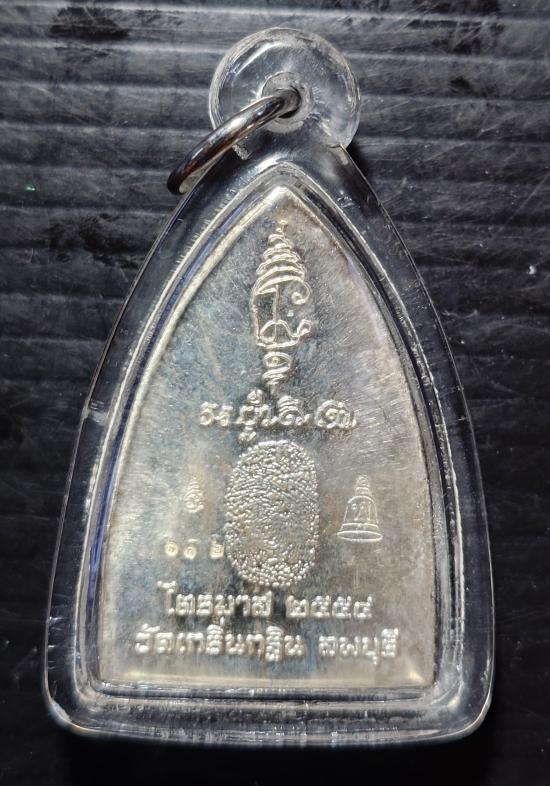 ๑๑๒
ไตรมาส ๒๕๕๔
วัดเกริ่นกฐิน ลพบุรี